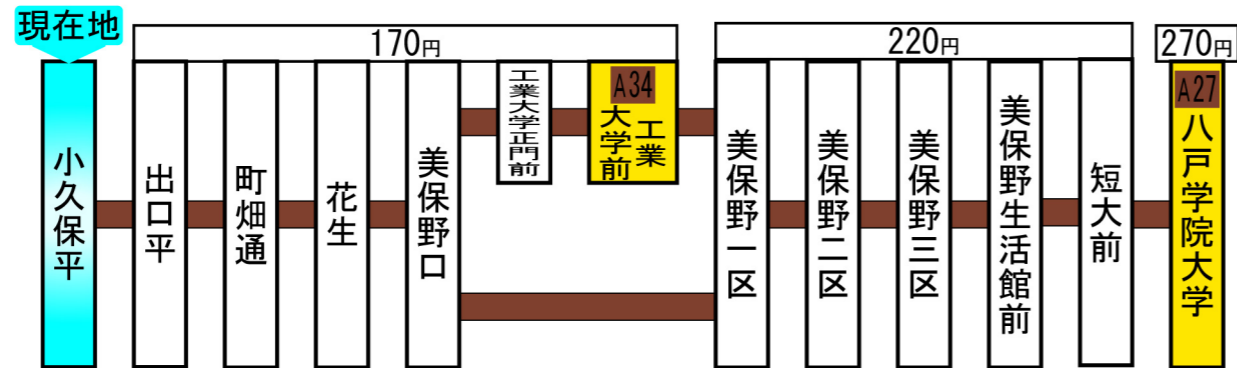 現在地
170円
220円
270円
小久保平
出口平
町畑通
花生
美保野口
工業大学正門前
A34
工業
大学前
美保野一区
美保野二区
美保野三区
美保野生活館前
短大前
A27
八戸学院大学